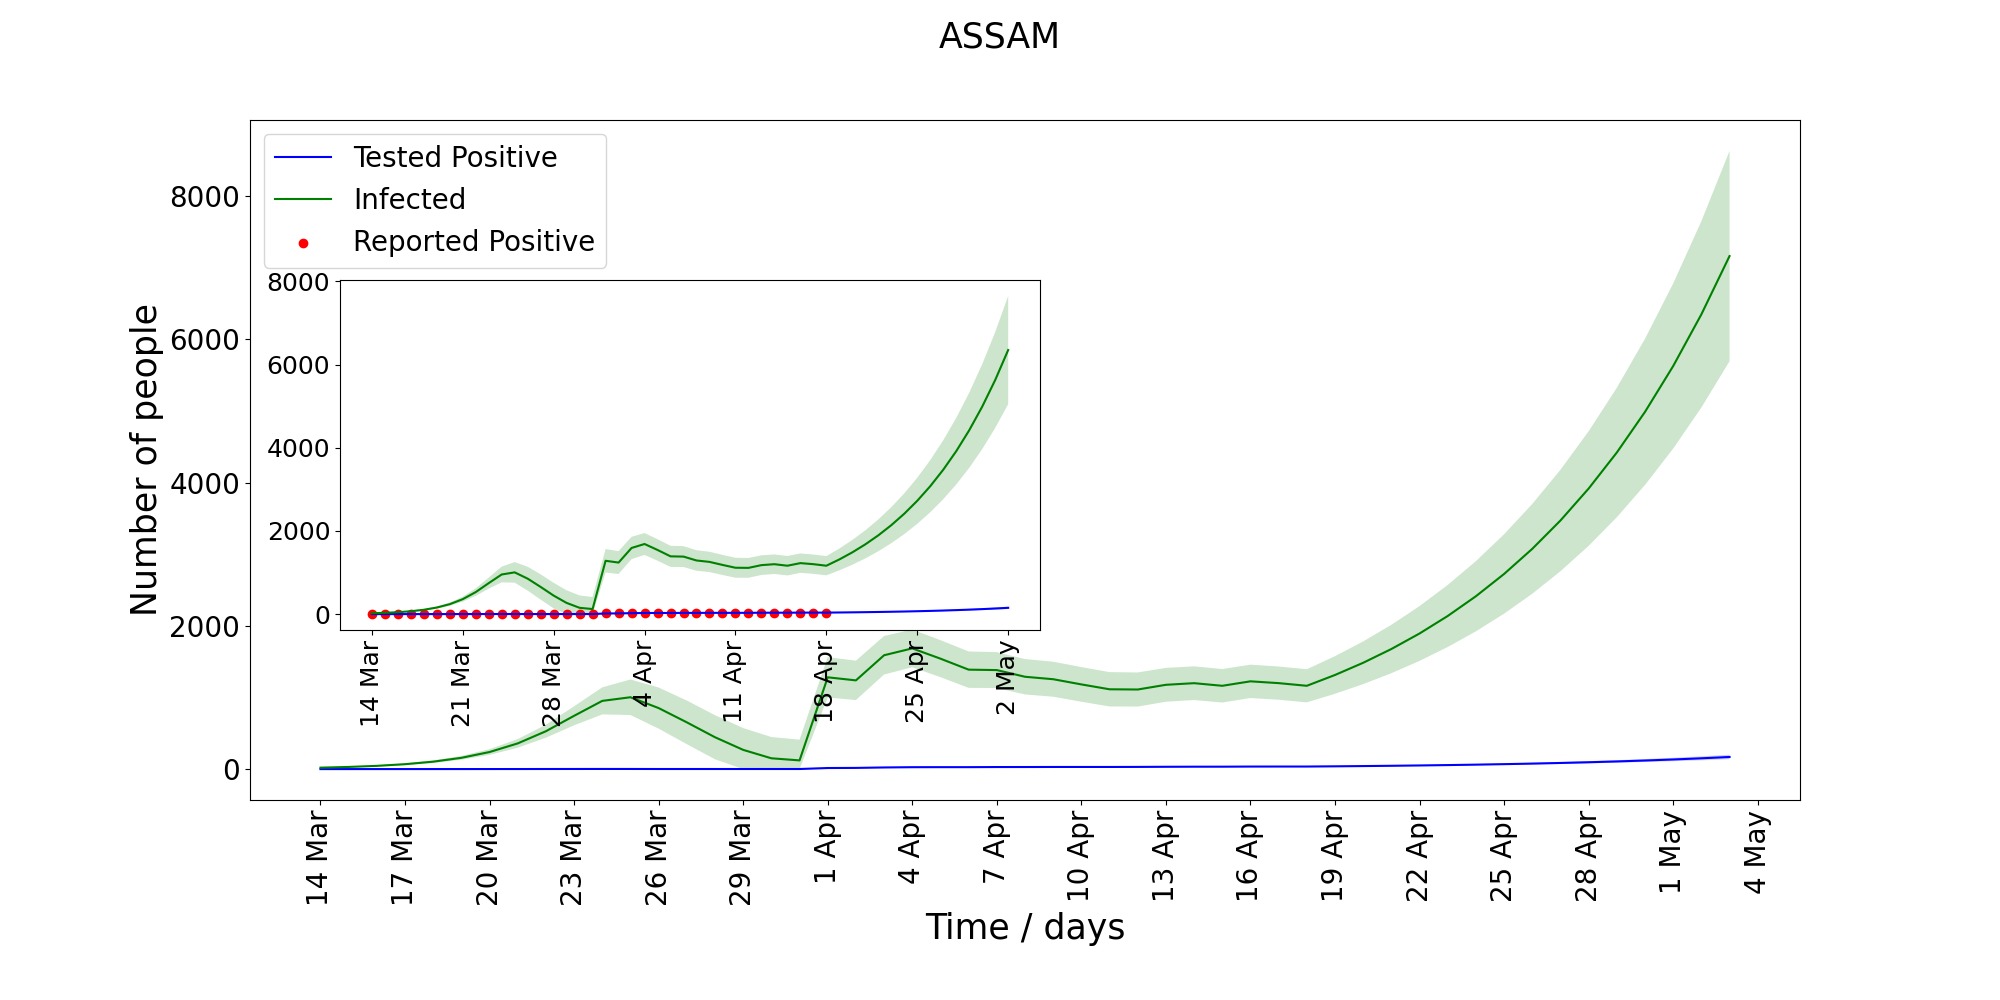 ASSAM
Tested Positive
Infected
Reported Positive
Number of people
8000
6000
4000
2000
0
8000
6000
4000
2000
0
14 Mar
21 Mar
28 Mar
4 Apr
11 Apr
18 Apr
25 Apr
2 May
14 Mar
17 Mar
20 Mar
23 Mar
26 Mar
29 Mar
1 Apr
4 Apr
7 Apr
10 Apr
13 Apr
16 Apr
19 Apr
22 Apr
25 Apr
28 Apr
1 May
4 May
Time / days